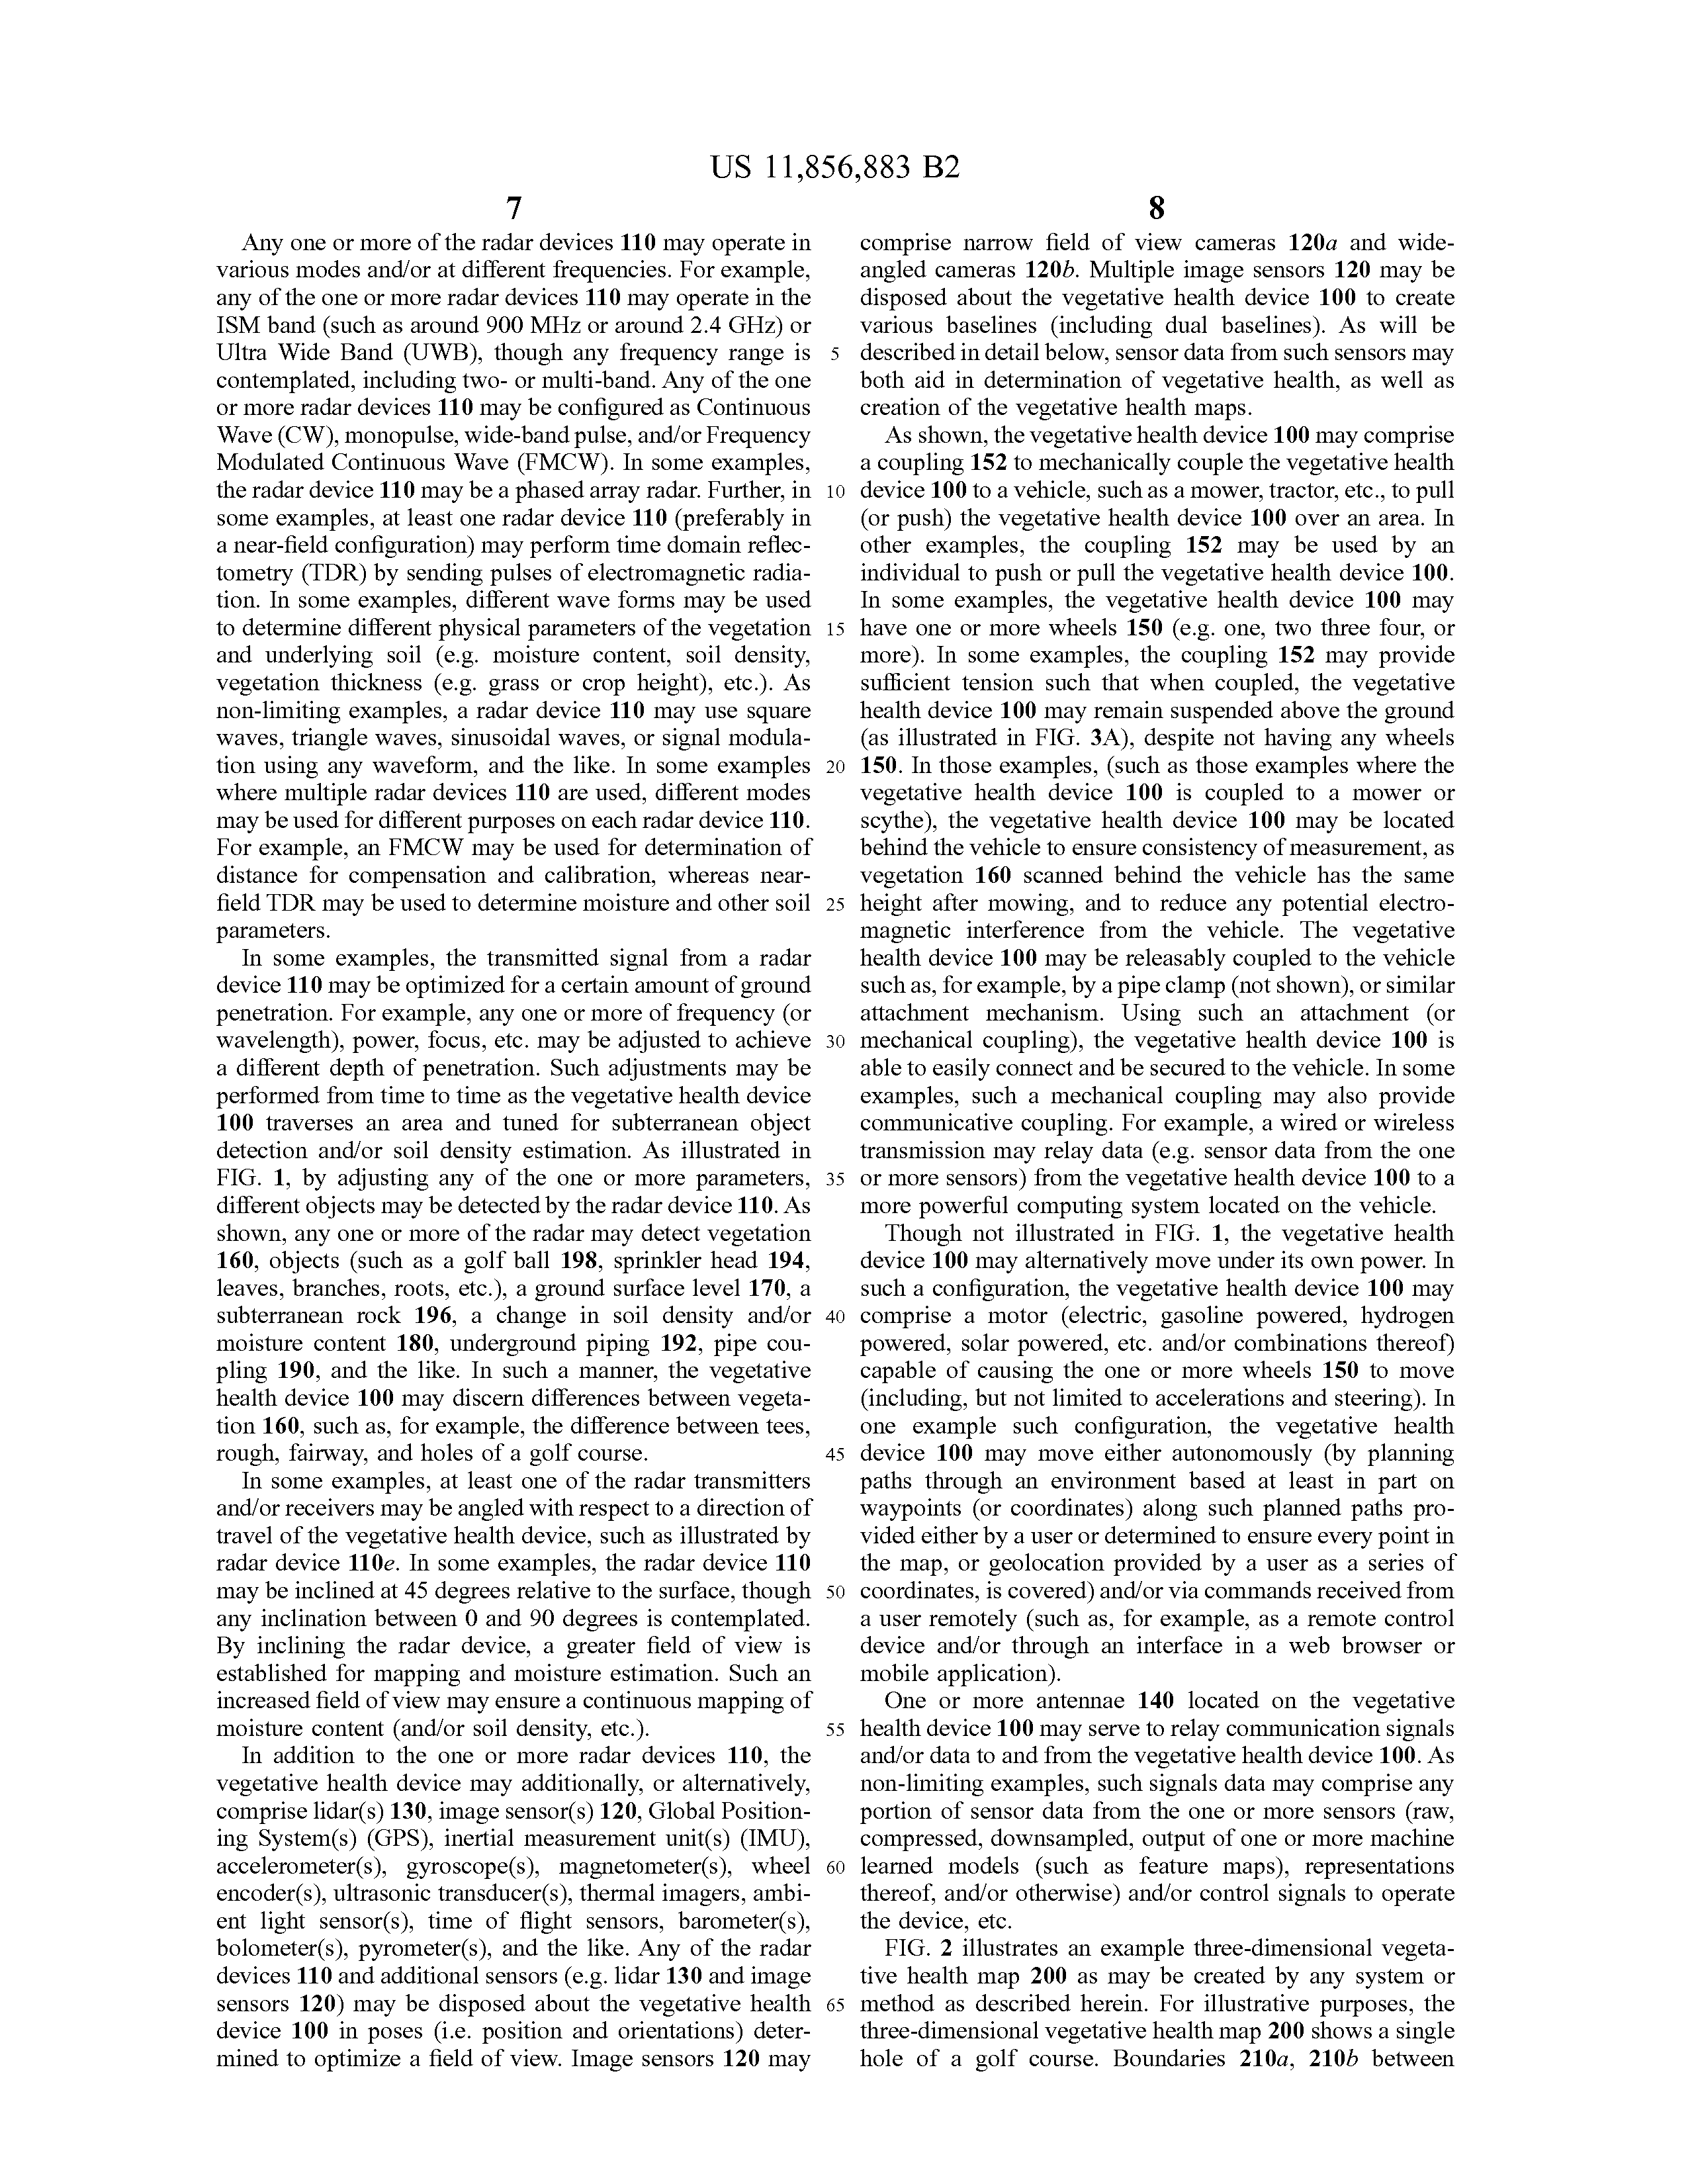 US 11,856,883 B2
7
Any one or more of the radar devices 110 may operate in
various modes and/or at different frequencies. For example,
any of the one or more radar devices 110 may operate in the
ISM band (such as around 900 MHz or around 2.4 GHz) or
Ultra Wide Band (UWB), though any frequency range is
contemplated, including two- or multi-band. Any of the one
or more radar devices 110 may be configured as Continuous
Wave (CW), monopulse, wide-band pulse, and/or Frequency
Modulated Continuous Wave (FMCW). In some examples,
the radar device 110 may be a phased array radar. Further, in
some examples, at least one radar device 110 (preferably in
a near-field configuration) may perform time domain reflec-
tometry (TDR) by sending pulses of electromagnetic radia-
tion. In some examples, different wave forms may be used
to determine different physical parameters of the vegetation
and underlying soil (e.g. moisture content, soil density,
vegetation thickness (e.g. grass or crop height), etc.). As
non-limiting examples, a radar device 110 may use square
waves, triangle waves, sinusoidal waves, or signal modula-
tion using any waveform, and the like. In some examples
where multiple radar devices 110 are used, different modes
may be used for different purposes on each radar device 110.
For example, an FMCW may be used for determination of
distance for compensation and calibration, whereas near-
field TDR may be used to determine moisture and other soil
parameters.
In some examples, the transmitted signal from a radar
device 110 may be optimized for a certain amount of ground
penetration. For example, any one or more of frequency (or
wavelength), power, focus, etc. may be adjusted to achieve
a different depth of penetration. Such adjustments may be
performed from time to time as the vegetative health device
100 traverses an area and tuned for subterranean object
detection and/or soil density estimation. As illustrated in
FIG. 1, by adjusting any of the one or more parameters,
different objects may be detected by the radar device 110. As
shown, any one or more of the radar may detect vegetation
160, objects (such as a golf ball 198, sprinkler head 194,
leaves, branches, roots, etc.), a ground surface level 170, a
subterranean rock 196, a change in soil density and/or
moisture content 180, underground piping 192, pipe cou-
pling 190, and the like. In such a manner, the vegetative
health device 100 may discern differences between vegeta-
tion 160, such as, for example, the difference between tees,
rough, fairway, and holes of a golf course.
In some examples, at least one of the radar transmitters
and/or receivers may be angled with respect to a direction of
travel of the vegetative health device, such as illustrated by
radar device 110e. In some examples, the radar device 110
may be inclined at 45 degrees relative to the surface, though
any inclination between 0 and 90 degrees is contemplated.
By inclining the radar device, a greater field of view is
established for mapping and moisture estimation. Such an
increased field of view may ensure a continuous mapping of
moisture content (and/or soil density, etc.).
In addition to the one or more radar devices 110, the
vegetative health device may additionally, or alternatively,
comprise lidar(s) 130, image sensor(s) 120, Global Position-
ing System(s) (GPS), inertial measurement unit(s) (IMU),
accelerometer(s), gyroscope(s), magnetometer(s), wheel
encoder(s), ultrasonic transducer(s), thermal imagers, ambi-
ent light sensor(s), time of flight sensors, barometer(s),
bolometer(s), pyrometer(s), and the like. Any of the radar
devices 110 and additional sensors (e.g. lidar 130 and image
sensors 120) may be disposed about the vegetative health
device 100 in poses (i.e. position and orientations) deter-
mined to optimize a field of view. Image sensors 120 may
5
10
15
20
25
30
35
40
45
50
55
60
65
8
comprise narrow field of view cameras 120a and wide-
angled cameras 120b. Multiple image sensors 120 may be
disposed about the vegetative health device 100 to create
various baselines (including dual baselines). As will be
described in detail below, sensor data from such sensors may
both aid in determination of vegetative health, as well as
creation of the vegetative health maps.
As shown, the vegetative health device 100 may comprise
a coupling 152 to mechanically couple the vegetative health
device 100 to a vehicle, such as a mower, tractor, etc., to pull
(or push) the vegetative health device 100 over an area. In
other examples, the coupling 152 may be used by an
individual to push or pull the vegetative health device 100.
In some examples, the vegetative health device 100 may
have one or more wheels 150 (e.g. one, two three four, or
more). In some examples, the coupling 152 may provide
sufficient tension such that when coupled, the vegetative
health device 100 may remain suspended above the ground
(as illustrated in FIG. 3A), despite not having any wheels
150. In those examples, (such as those examples where the
vegetative health device 100 is coupled to a mower or
scythe), the vegetative health device 100 may be located
behind the vehicle to ensure consistency of measurement, as
vegetation 160 scanned behind the vehicle has the same
height after mowing, and to reduce any potential electro-
magnetic interference from the vehicle. The vegetative
health device 100 may be releasably coupled to the vehicle
such as, for example, by a pipe clamp (not shown), or similar
attachment mechanism. Using such an attachment (or
mechanical coupling), the vegetative health device 100 is
able to easily connect and be secured to the vehicle. In some
examples, such a mechanical coupling may also provide
communicative coupling. For example, a wired or wireless
transmission may relay data (e.g. sensor data from the one
or more sensors) from the vegetative health device 100 to a
more powerful computing system located on the vehicle.
Though not illustrated in FIG. 1, the vegetative health
device 100 may alternatively move under its own power. In
such a configuration, the vegetative health device 100 may
comprise a motor (electric, gasoline powered, hydrogen
powered, solar powered, etc. and/or combinations thereof)
capable of causing the one or more wheels 150 to move
(including, but not limited to accelerations and steering). In
one example such configuration, the vegetative health
device 100 may move either autonomously (by planning
paths through an environment based at least in part on
waypoints (or coordinates) along such planned paths pro-
vided either by a user or determined to ensure every point in
the map, or geolocation provided by a user as a series of
coordinates, is covered) and/or via commands received from
a user remotely (such as, for example, as a remote control
device and/or through an interface in a web browser or
mobile application).
One or more antennae 140 located on the vegetative
health device 100 may serve to relay communication signals
and/or data to and from the vegetative health device 100. As
non-limiting examples, such signals data may comprise any
portion of sensor data from the one or more sensors (raw,
compressed, downsampled, output of one or more machine
learned models (such as feature maps), representations
thereof, and/or otherwise) and/or control signals to operate
the device, etc.
FIG. 2 illustrates an example three-dimensional vegeta-
tive health map 200 as may be created by any system or
method as described herein. For illustrative purposes, the
three-dimensional vegetative health map 200 shows a single
hole of a golf course. Boundaries 210a, 210b between